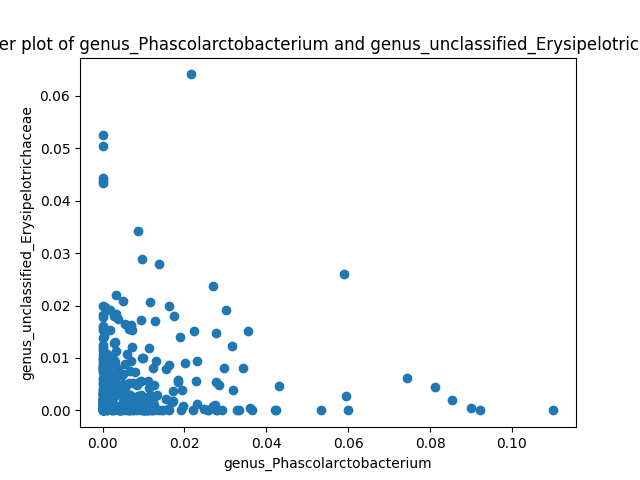 er plot of genus_Phascolarctobacterium and genus_unclassified_Erysipelotric
0.06
0.05
0.04
0.03
0.02
0.01
0.00
genus_unclassified_Erysipelotrichaceae
0.00 0.02 0.04 0.06 0.08 0.10
genus_Phascolarctobacterium